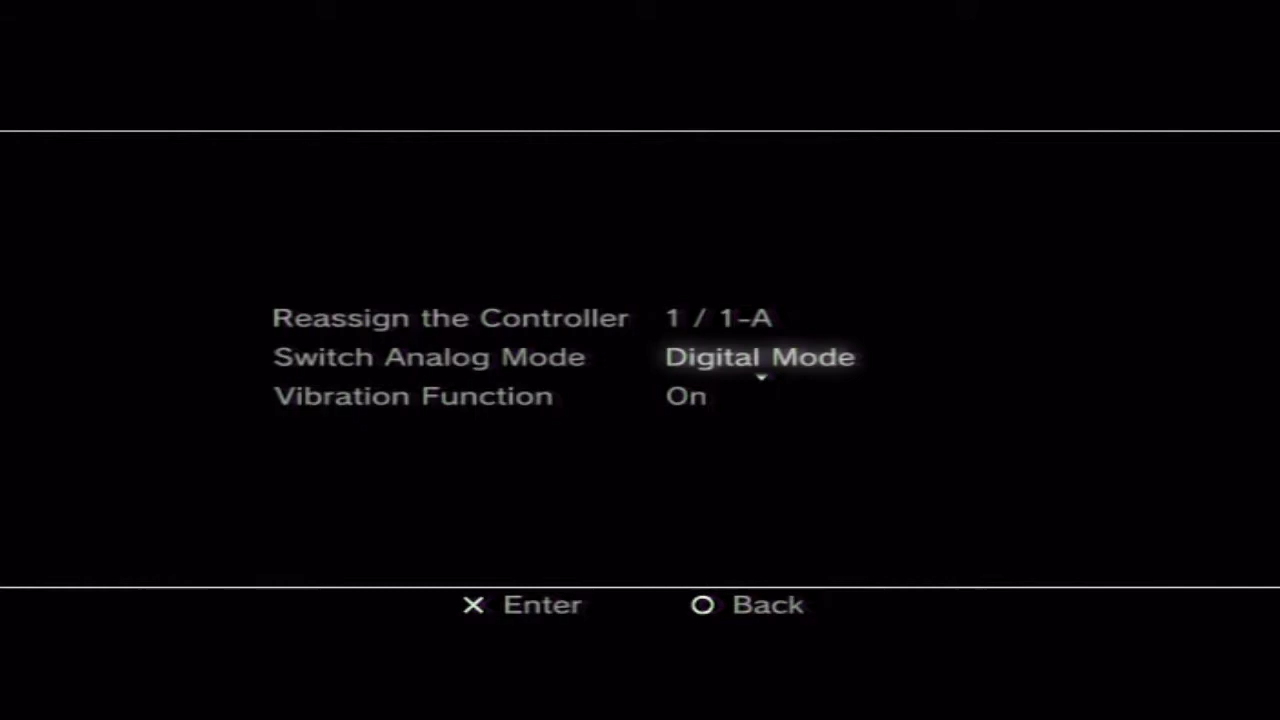 Reassign the Controller 1 / 1-A
Switch Analog Mode Digital Mode
Vibration Function On
Enter Back